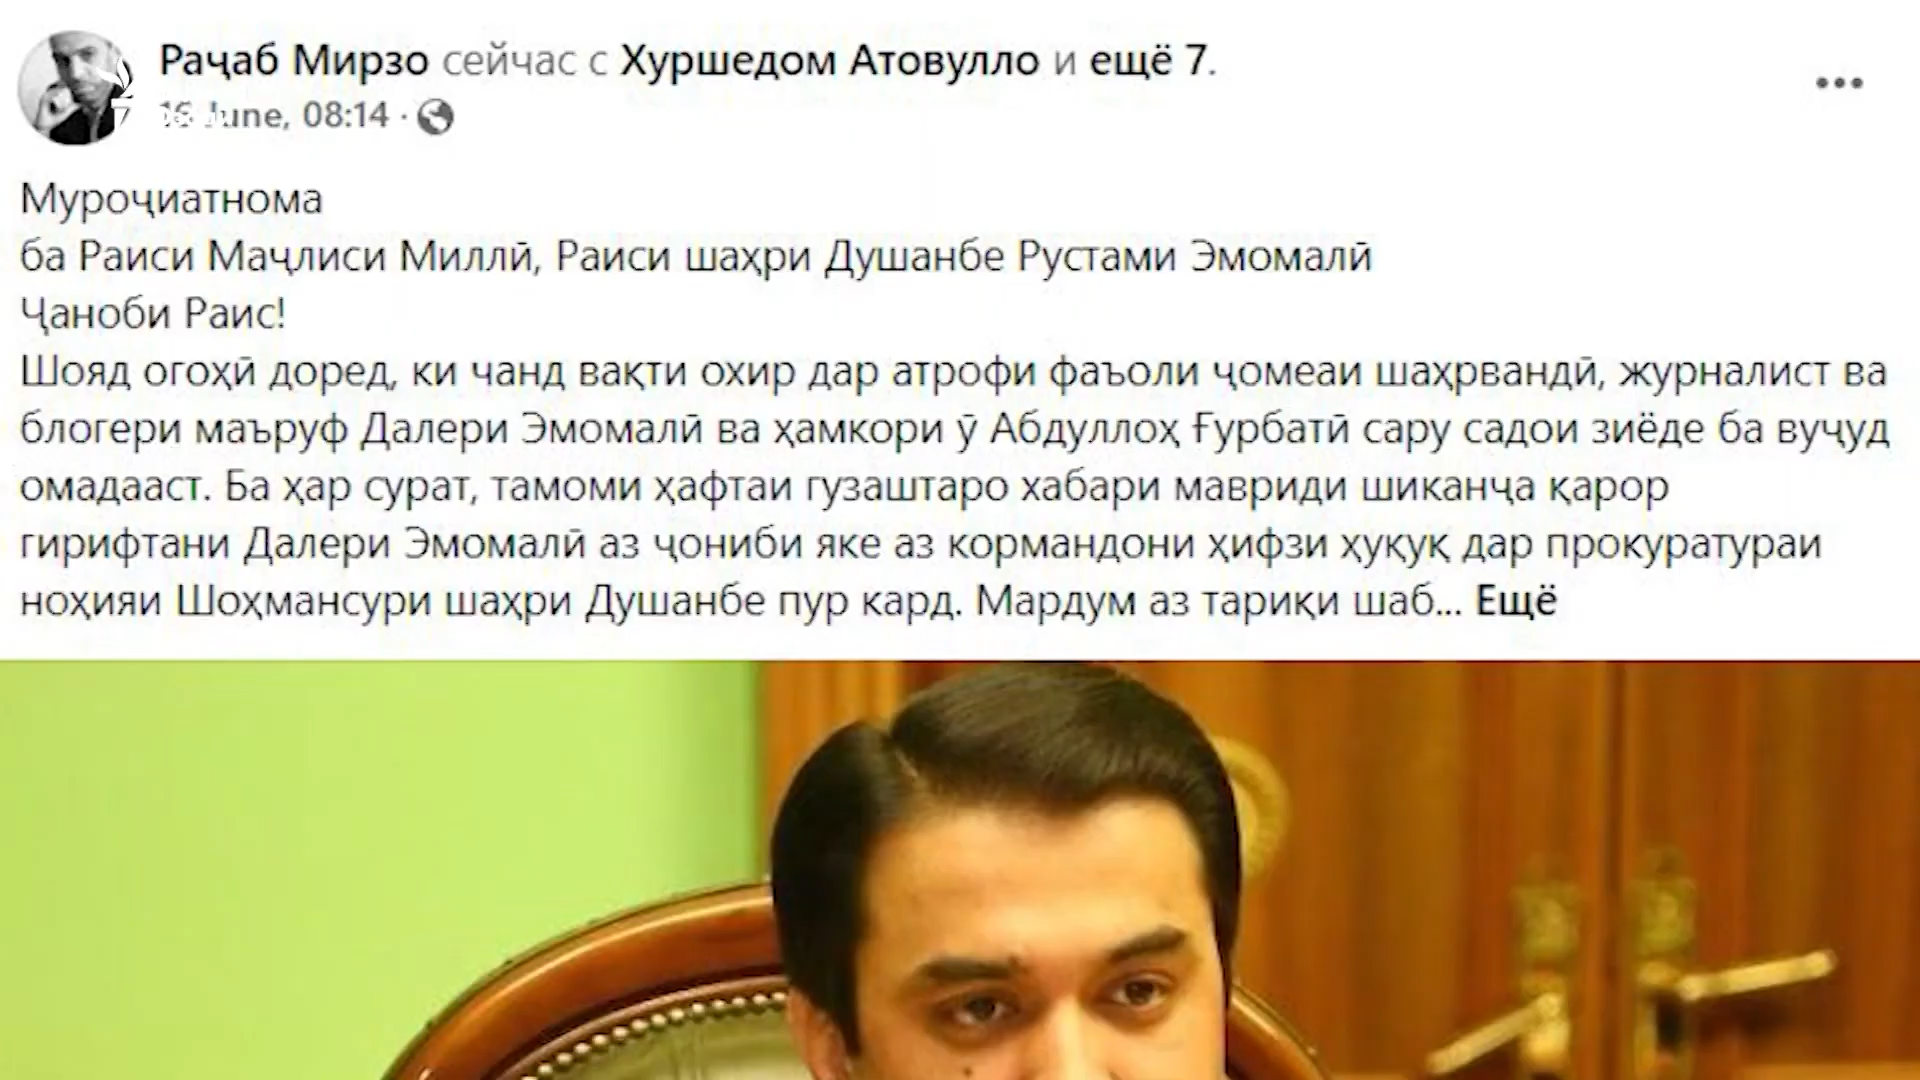 Раҷаб Мирзо сейчас с Хуршедом Атовулло и ещё 7.
June, 08:14 ·
Муроҷиатнома
ба Раиси Маҷлиси Миллӣ, Раиси шаҳри Душанбе Рустами Эмомалӣ
Ҷаноби Раис!
Шояд огоҳӣ доред, ки чанд вақти охир дар атрофи фаъоли ҷомеаи шаҳрвандӣ, журналист ва
блогери маъруф Далери Эмомалӣ ва ҳамкори ӯ Абдуллоҳ Ғурбатӣ сару садои зиёде ба вуҷуд
омадааст. Ба ҳар сурат, тамоми ҳафтаи гузаштаро хабари мавриди шиканҷа қарор
гирифтани Далери Эмомалӣ аз ҷониби яке аз кормандони ҳифзи ҳуқуқ дар прокуратураи
ноҳияи Шоҳмансури шаҳри Душанбе пур кард. Мардум аз тариқи шаб... Ещё